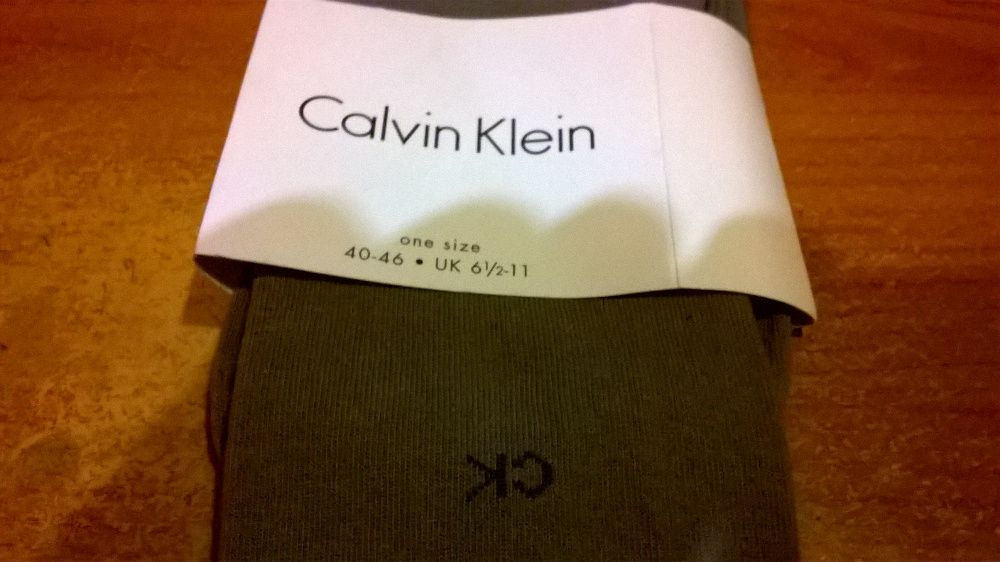 Calvin Klein
one size
40-46 • UK 6½-11
CK